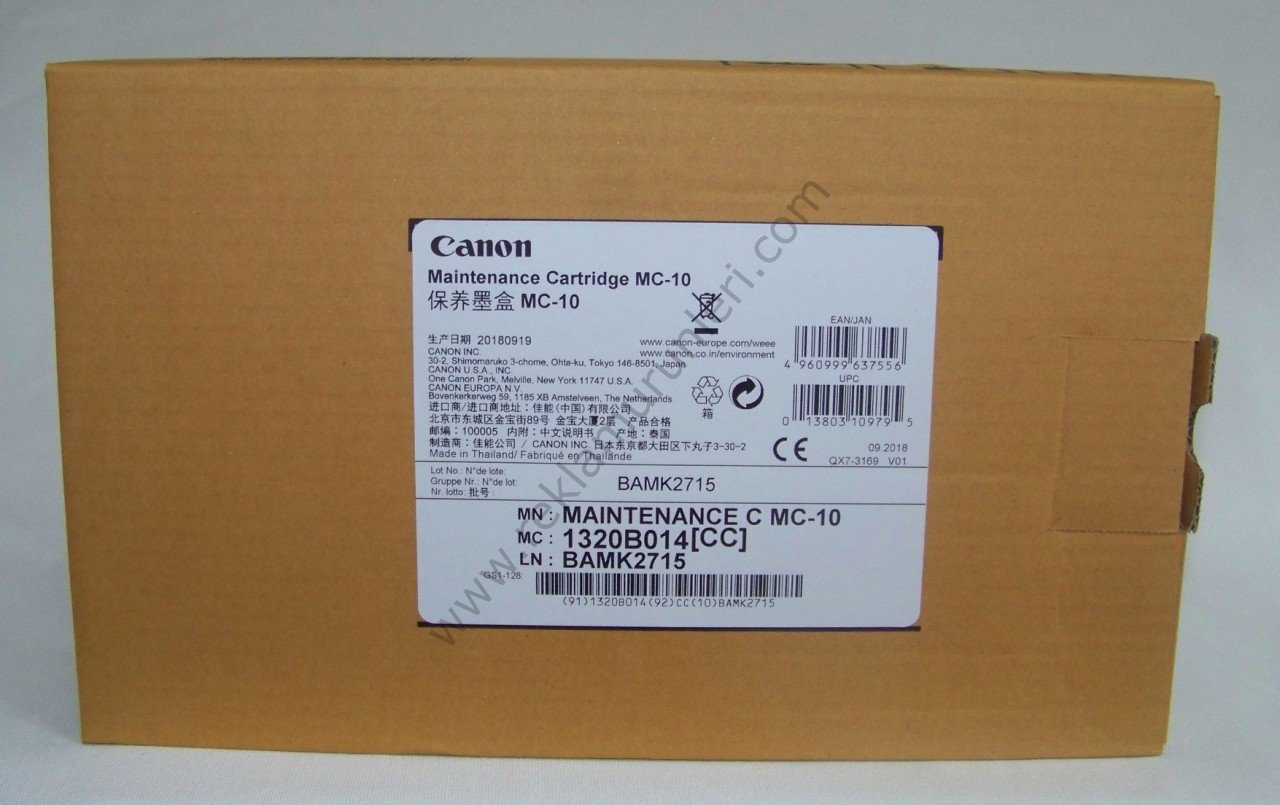 Canon
Maintenance Cartridge MC-10
保养墨盒 MC-10
生产日期 20180919
CANON INC.
30-2, Shimomaruko 3-chome, Ohta-ku, Tokyo 146-8501, Japan
CANON U.S.A., INC.
One Canon Park, Melville, New York 11747 U.S.A.
CANON EUROPA N.V.
Bovenkerkerweg 59, 1185 XB Amstelveen, The Netherlands
进口商/进口商地址：佳能(中国)有限公司
北京市东城区金宝街89号 金宝大厦2层 产品合格
邮编：100005 内附：中文说明书 产地：泰国
制造商：佳能公司 / CANON INC. 日本东京都大田区下丸子3-30-2
Made in Thailand/ Fabriqué en Thaïlande
www.canon-europe.com/weee
www.canon.co.in/environment
箱
EAN/JAN
4 960999 637556
UPC
0 13803 10979 5
CE
09.2018
QX7-3169 V01
Lot No.: N°de lote:
Gruppe Nr.: N°de lot:
Nr. lotto: 批号:
BAMK2715
MN : MAINTENANCE C MC-10
MC : 1320B014[CC]
LN : BAMK2715
GS1-128:
(91)1320B014(92)CC(10)BAMK2715
www.reklamurunleri.com